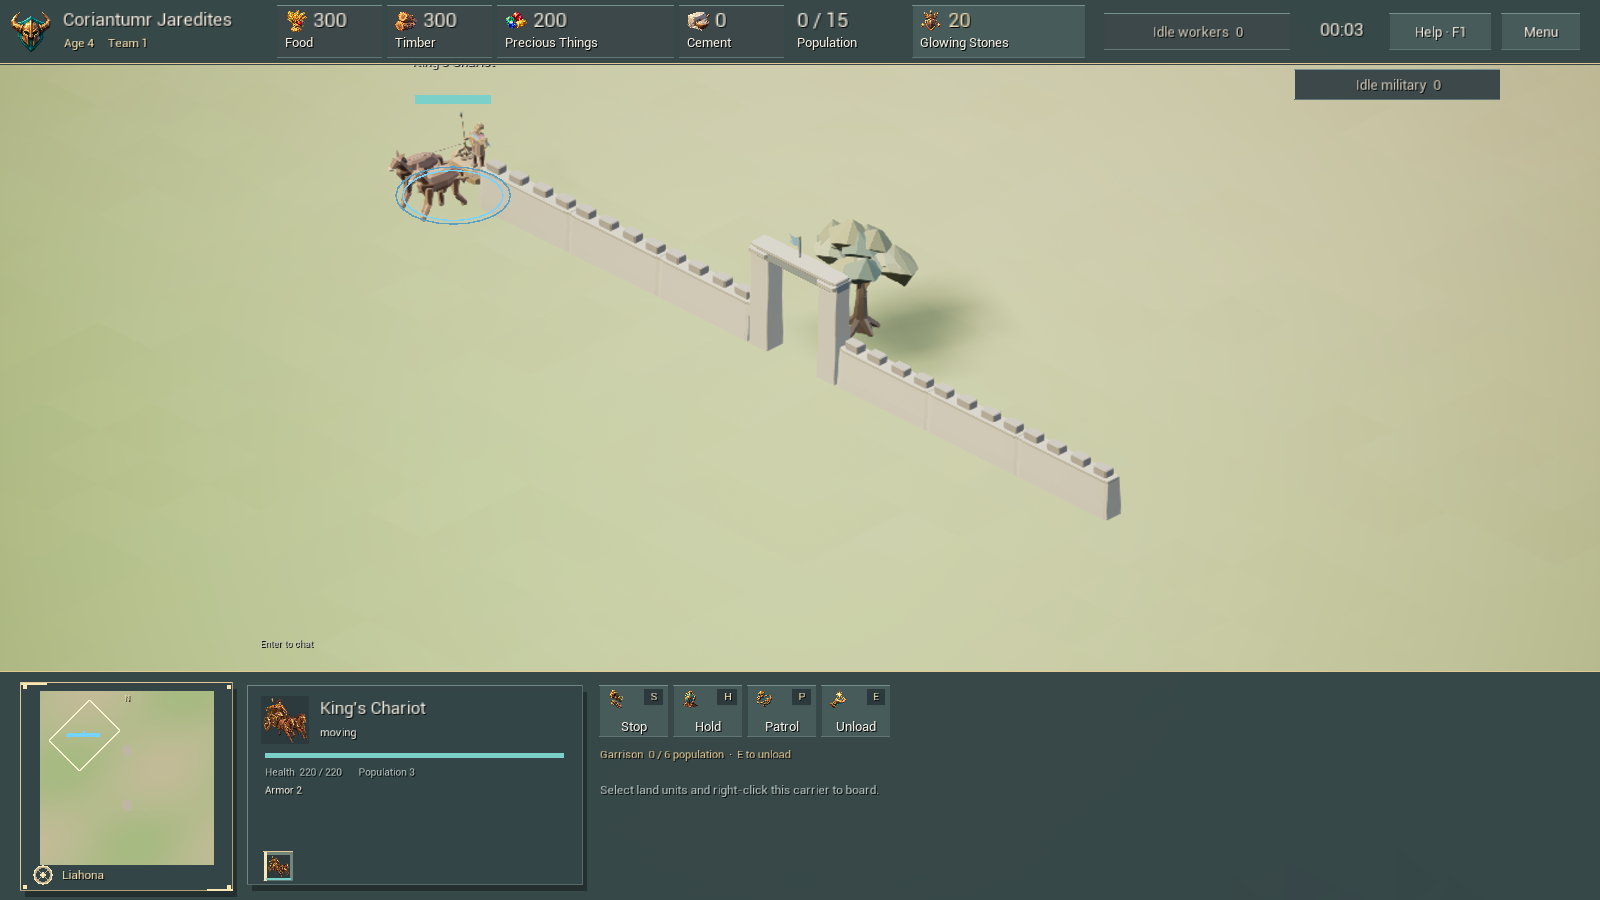 Coriantumr Jaredites
Age 4 Team 1
300
Food
300
Timber
200
Precious Things
0
Cement
0 / 15
Population
20
Glowing Stones
Idle workers 0
00:03
Help · F1
Menu
Idle military 0
King's Chariot
Enter to chat
N
Liahona
King's Chariot
moving
Health 220 / 220 Population 3
Armor 2
S
Stop
H
Hold
P
Patrol
E
Unload
Garrison 0 / 6 population · E to unload
Select land units and right-click this carrier to board.